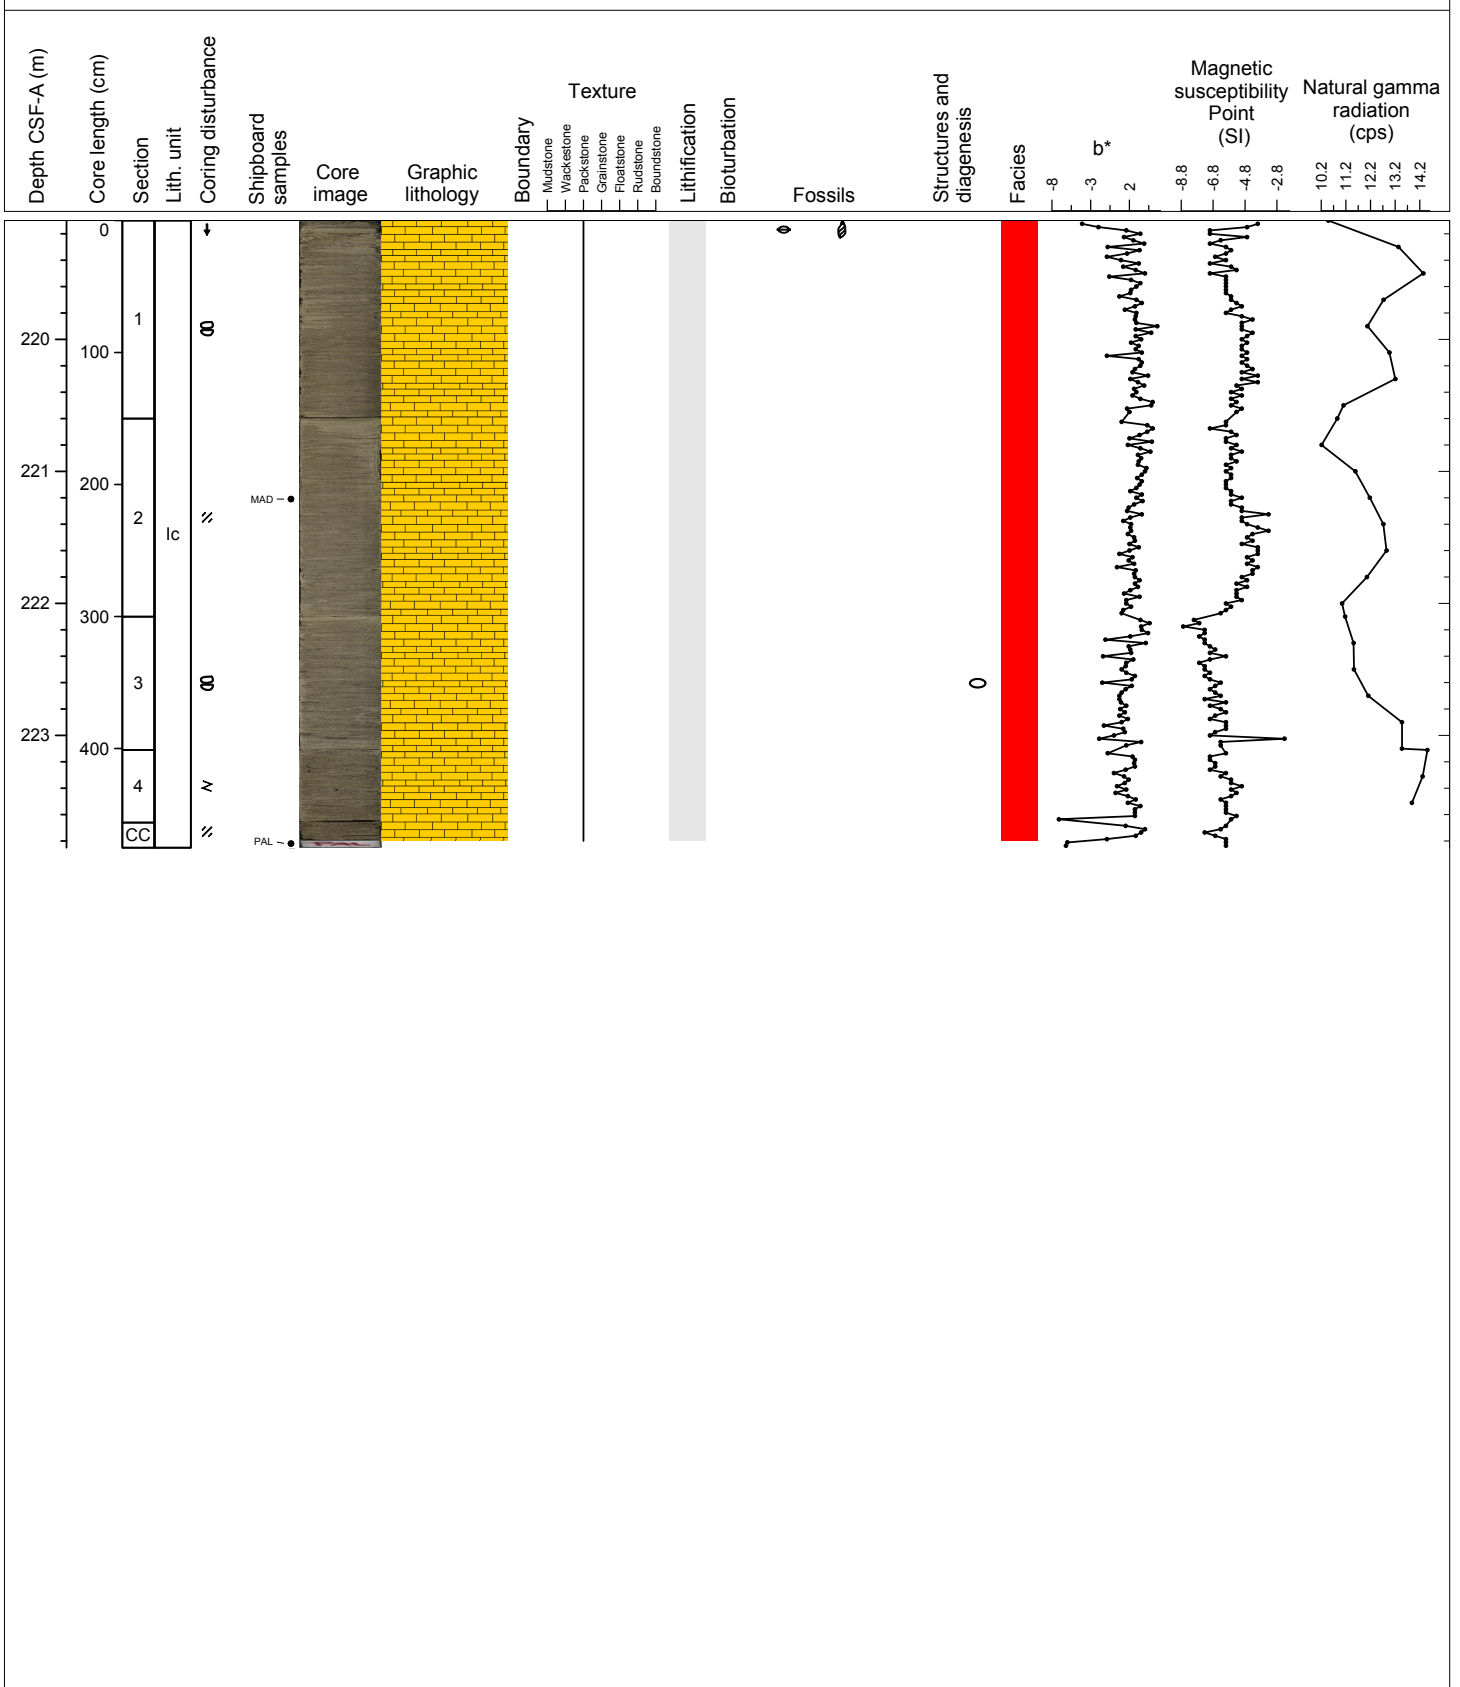 Depth CSF-A (m)
Core length (cm)
Section
Lith. unit
Coring disturbance
Shipboard
samples
Core
image
Graphic
lithology
Boundary
Texture
Mudstone
Wackestone
Packstone
Grainstone
Floatstone
Rudstone
Boundstone
Lithification
Bioturbation
Fossils
Structures and
diagenesis
Facies
b*
-8
-3
2
Magnetic
susceptibility
Point
(SI)
-8.8
-6.8
-4.8
-2.8
Natural gamma
radiation
(cps)
10.2
11.2
12.2
13.2
14.2
220
221
222
223
0
100
200
300
400
1
2
3
4
CC
Ic
MAD
PAL
PAL